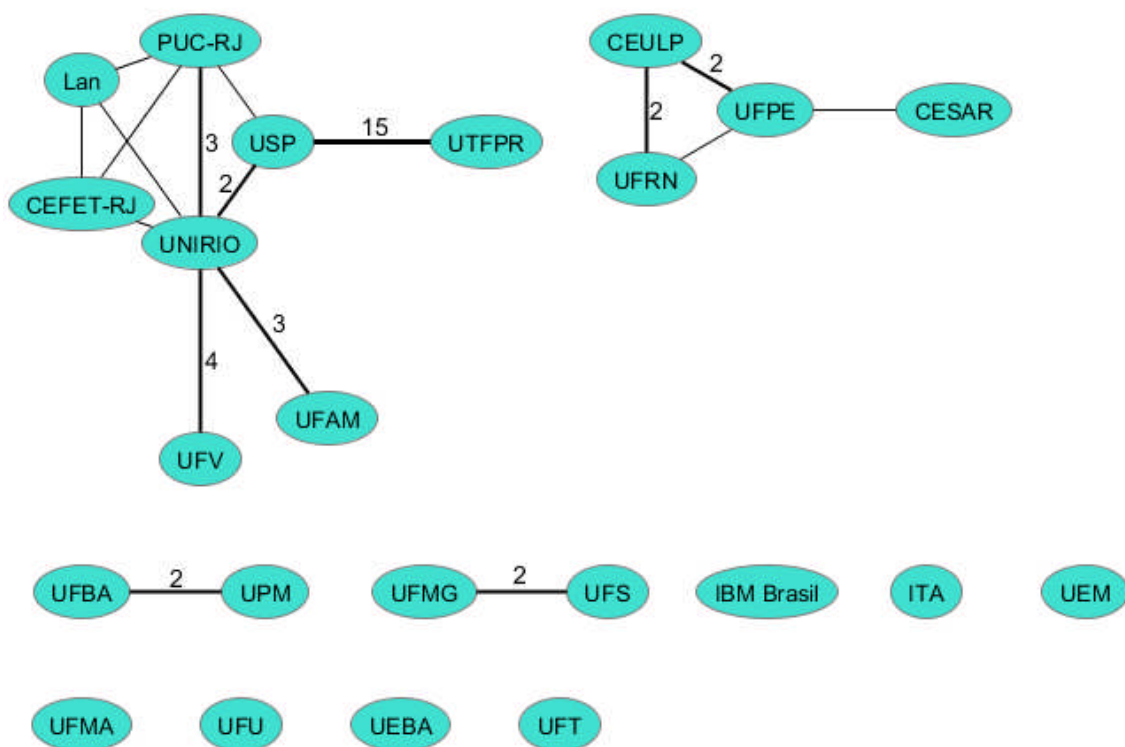 PUC-RJ
CEULP
Lan
2
UFPE
CESAR
3
USP
15
UTFPR
2
2
UFRN
CEFET-RJ
UNIRIO
3
4
UFAM
UFV
UFBA
2
UPM
UFMG
2
UFS
IBM Brasil
ITA
UEM
UFMA
UFU
UEBA
UFT